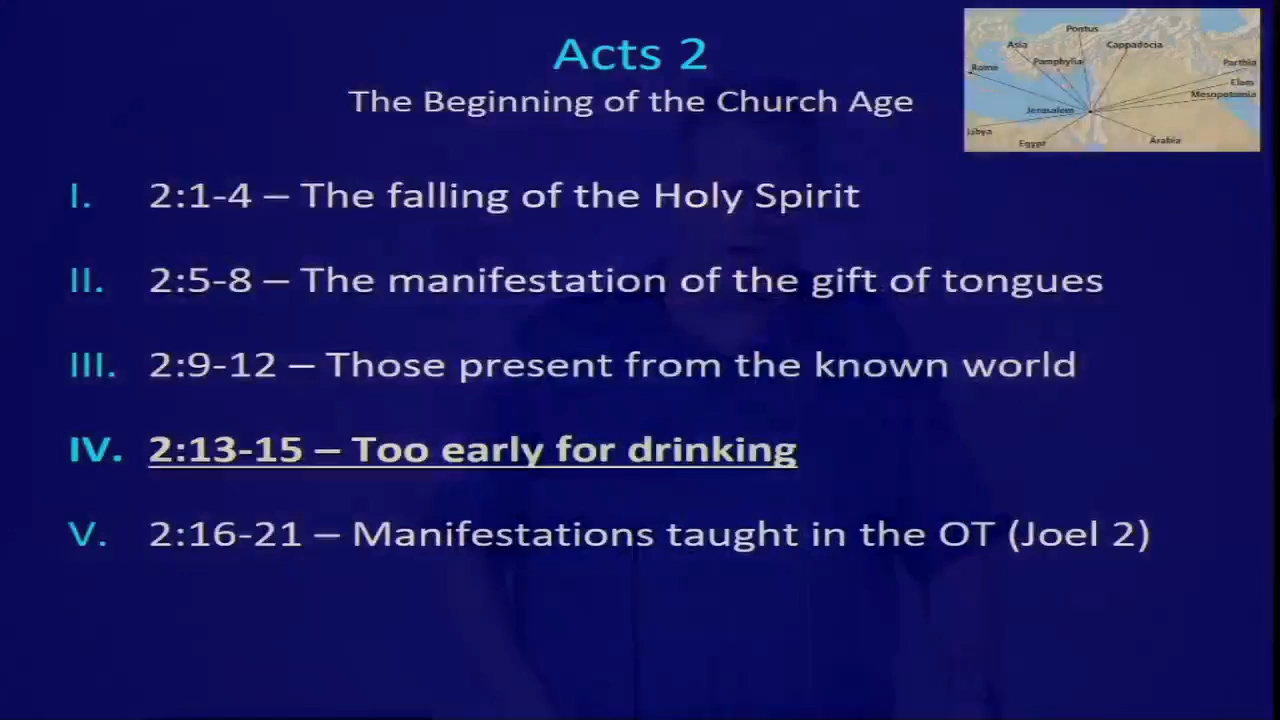 Acts 2
The Beginning of the Church Age
Pontus
Asia
Cappadocia
Pamphylia
Rome
Parthia
Elam
Mesopotamia
Jerusalem
Libya
Egypt
Arabia
I. 2:1-4 – The falling of the Holy Spirit
II. 2:5-8 – The manifestation of the gift of tongues
III. 2:9-12 – Those present from the known world
IV. 2:13-15 – Too early for drinking
V. 2:16-21 – Manifestations taught in the OT (Joel 2)